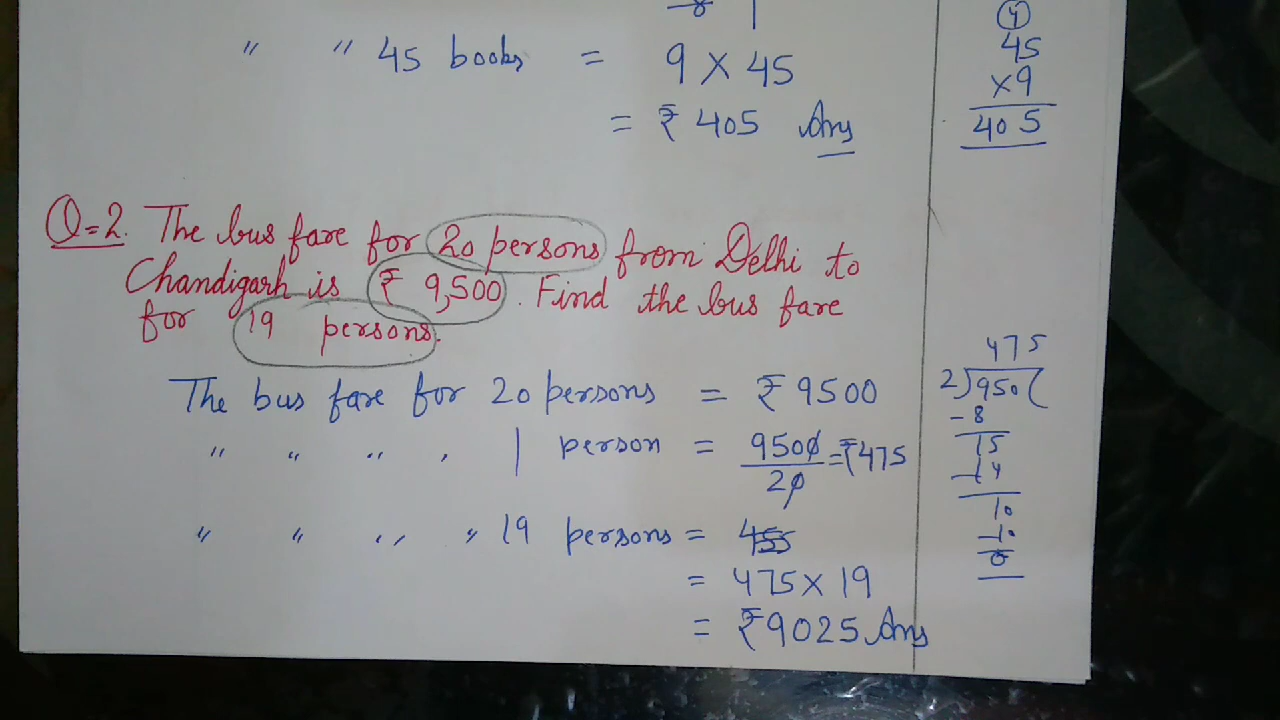 " " 45 books = 9 X 45
= ₹ 405 Ans
4
45
X9
405
Q=2. The bus fare for 20 persons from Delhi to
Chandigarh is ₹ 9,500. Find the bus fare
for 19 persons.
The bus fare for 20 persons = ₹ 9500
" " " , 1 person = 9500/20 = ₹475
" " " " 19 persons =
= 475 X 19
= ₹9025 Ans
475
2)950(
-8
15
-14
10
-10
0